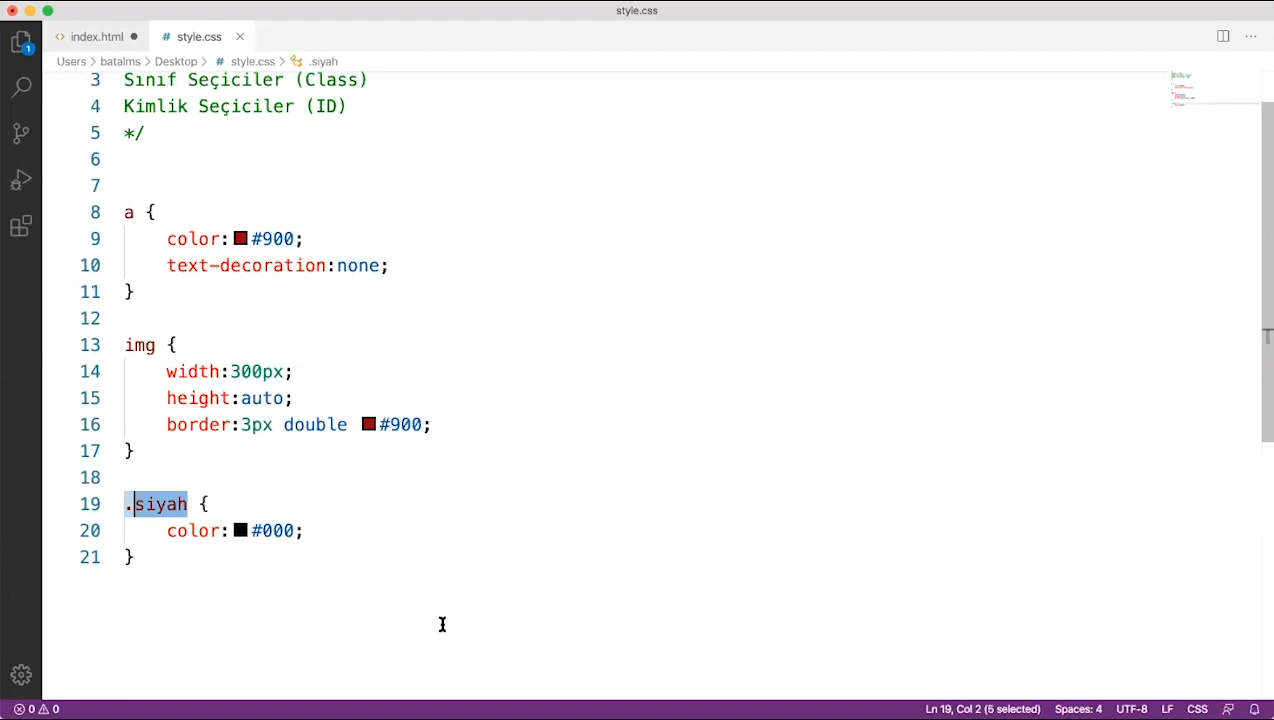 style.css
index.html
# style.css
Users > batalms > Desktop > # style.css > .siyah
1
3 Sınıf Seçiciler (Class)
4 Kimlik Seçiciler (ID)
5 */
6
7
8 a {
9 color:#900;
10 text-decoration:none;
11 }
12
13 img {
14 width:300px;
15 height:auto;
16 border:3px double #900;
17 }
18
19 .siyah {
20 color:#000;
21 }
0 0 Ln 19, Col 2 (5 selected) Spaces: 4 UTF-8 LF CSS